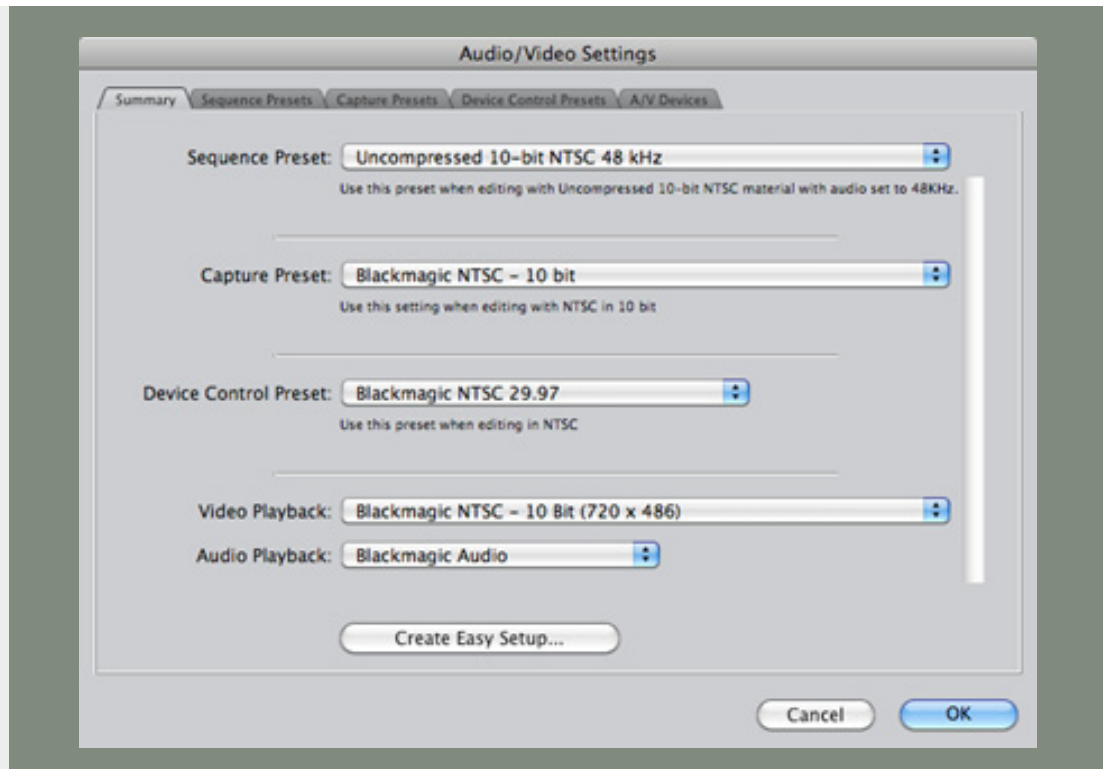 Audio/Video Settings
Summary Sequence Presets Capture Presets Device Control Presets A/V Devices
Sequence Preset: Uncompressed 10-bit NTSC 48 kHz
Use this preset when editing with Uncompressed 10-bit NTSC material with audio set to 48KHz.
Capture Preset: Blackmagic NTSC - 10 bit
Use this setting when editing with NTSC in 10 bit
Device Control Preset: Blackmagic NTSC 29.97
Use this preset when editing in NTSC
Video Playback: Blackmagic NTSC - 10 Bit (720 x 486)
Audio Playback: Blackmagic Audio
Create Easy Setup...
Cancel OK